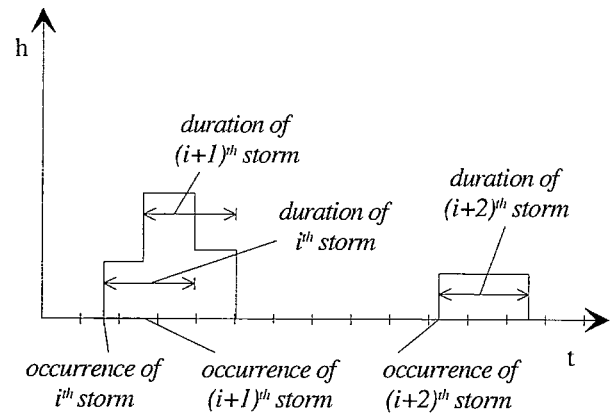 h
duration of
(i+1)th storm
duration of
ith storm
duration of
(i+2)th storm
t
occurrence of
ith storm
occurrence of
(i+1)th storm
occurrence of
(i+2)th storm